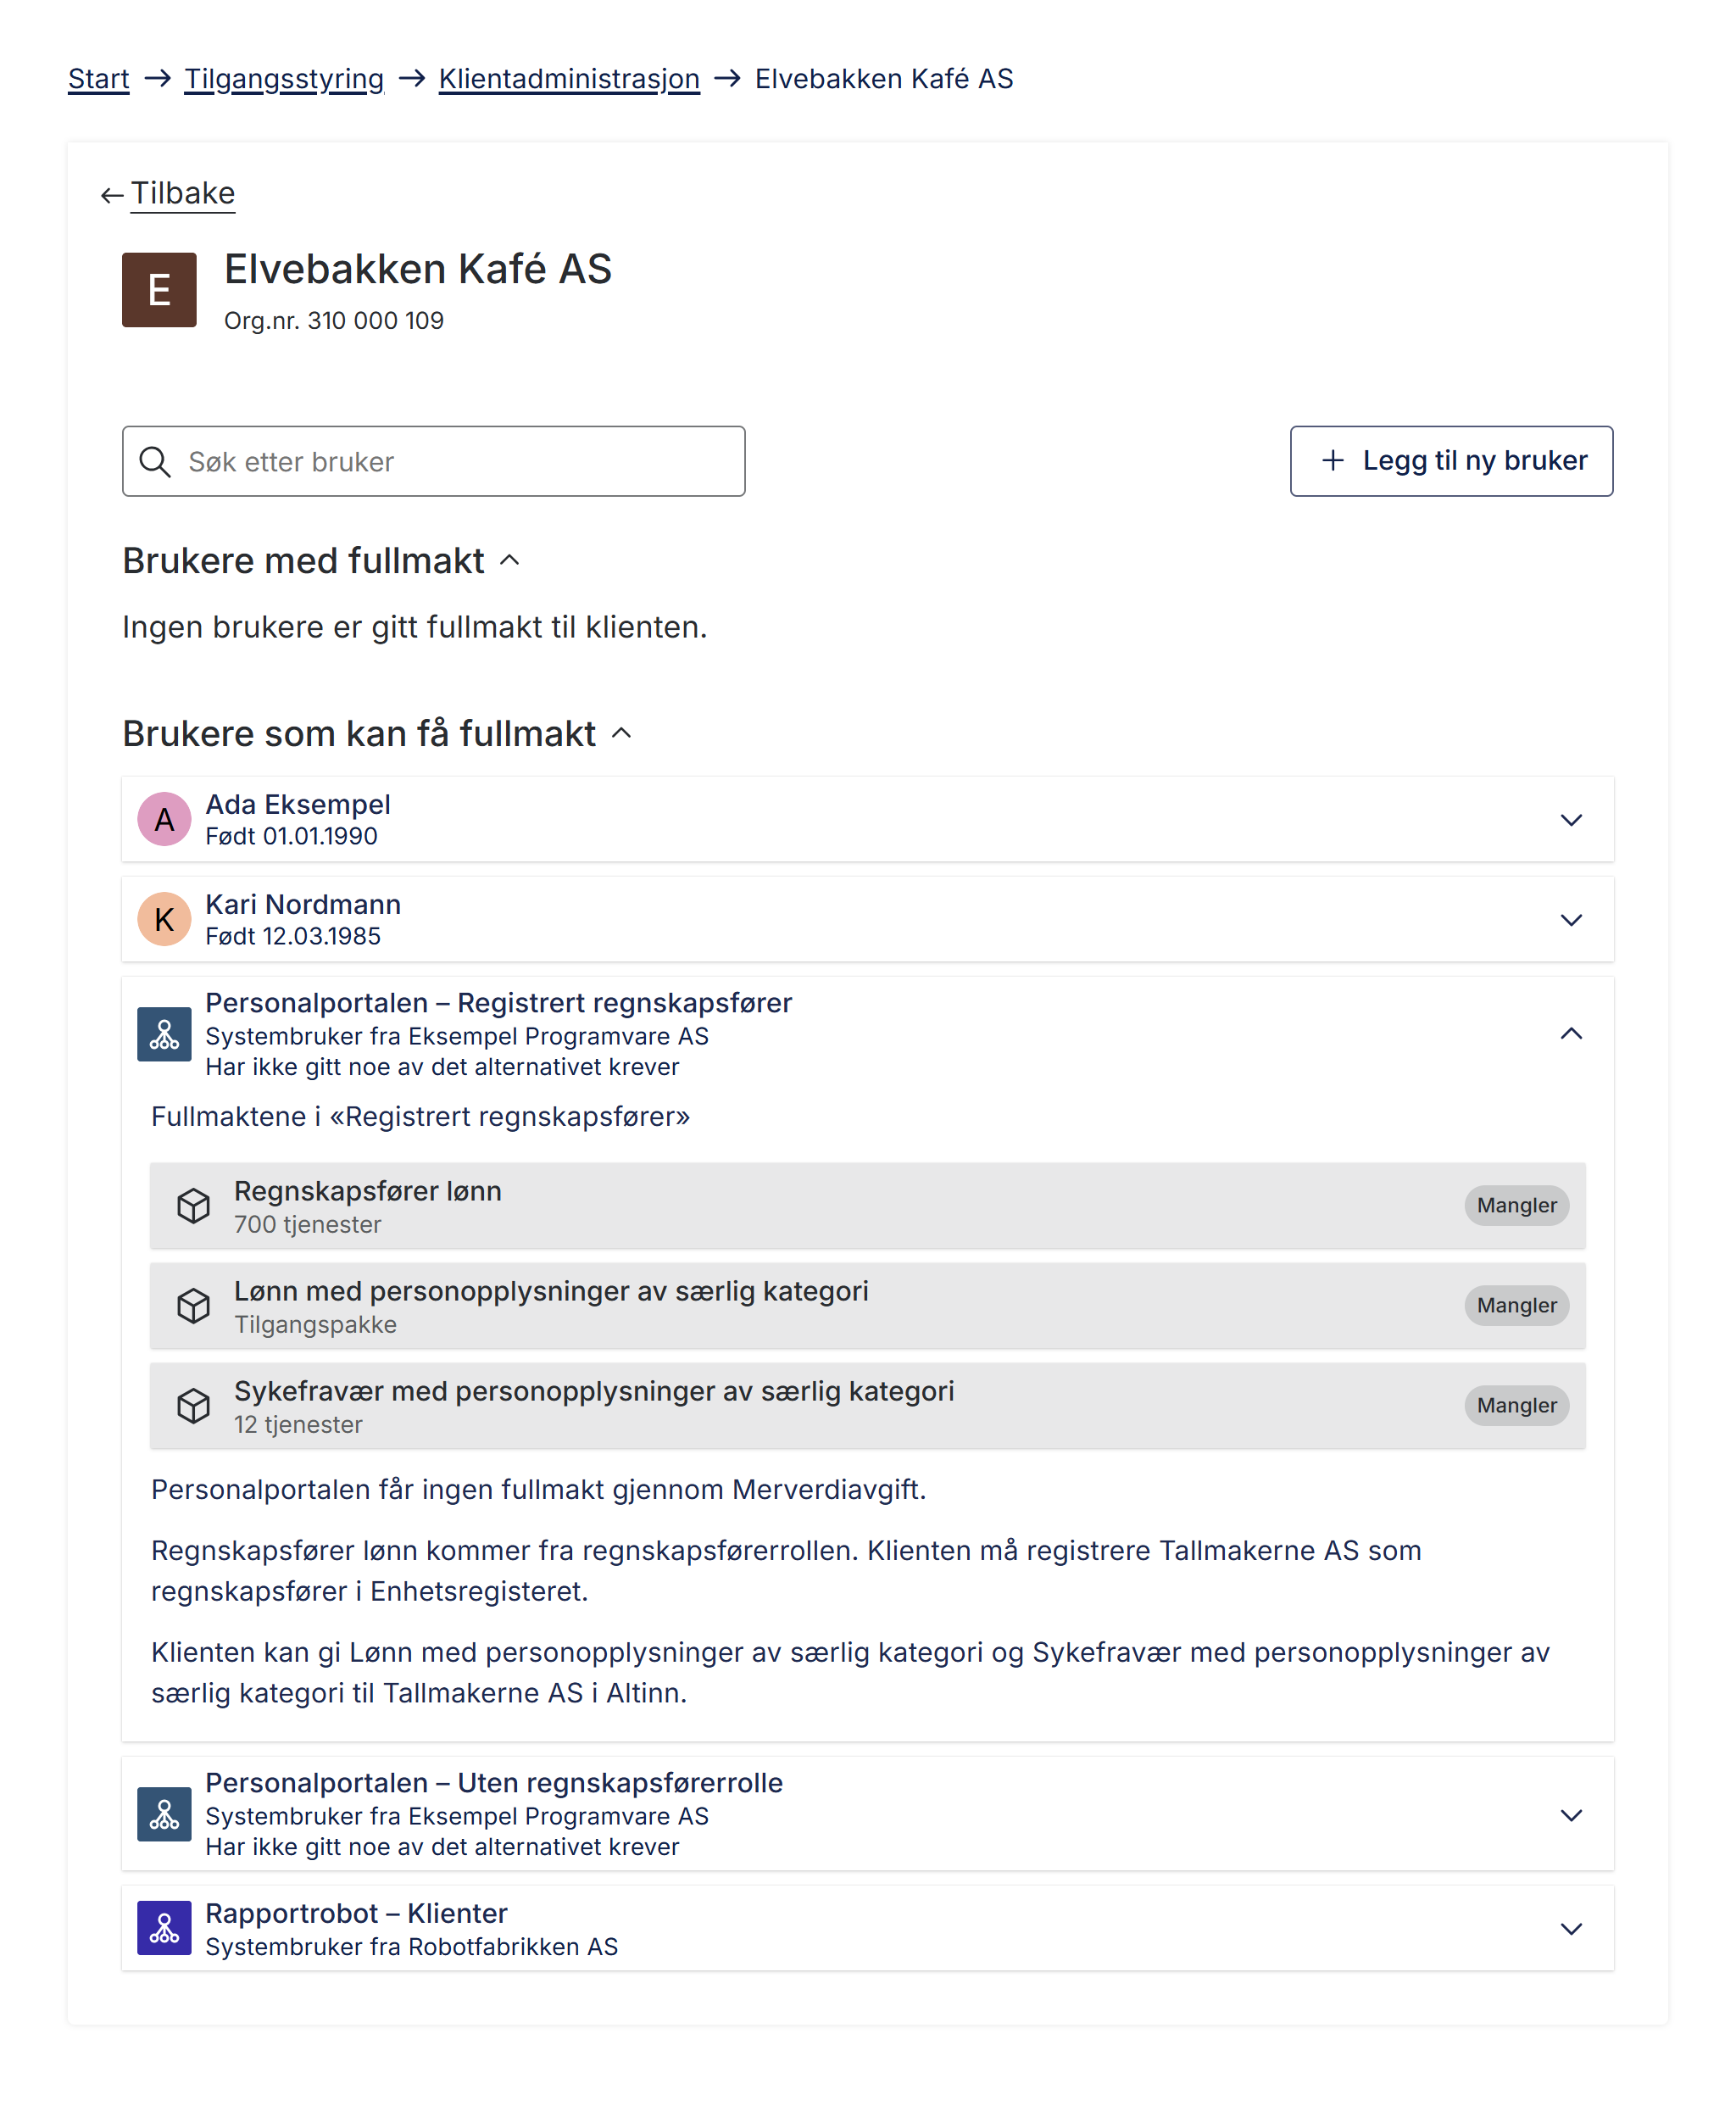 Start → Tilgangsstyring → Klientadministrasjon → Elvebakken Kafé AS
← Tilbake
E
Elvebakken Kafé AS
Org.nr. 310 000 109
Søk etter bruker
+ Legg til ny bruker
Brukere med fullmakt
Ingen brukere er gitt fullmakt til klienten.
Brukere som kan få fullmakt
A
Ada Eksempel
Født 01.01.1990
K
Kari Nordmann
Født 12.03.1985
Personalportalen – Registrert regnskapsfører
Systembruker fra Eksempel Programvare AS
Har ikke gitt noe av det alternativet krever
Fullmaktene i «Registrert regnskapsfører»
Regnskapsfører lønn
700 tjenester
Mangler
Lønn med personopplysninger av særlig kategori
Tilgangspakke
Mangler
Sykefravær med personopplysninger av særlig kategori
12 tjenester
Mangler
Personalportalen får ingen fullmakt gjennom Merverdiavgift.
Regnskapsfører lønn kommer fra regnskapsførerrollen. Klienten må registrere Tallmakerne AS som
regnskapsfører i Enhetsregisteret.
Klienten kan gi Lønn med personopplysninger av særlig kategori og Sykefravær med personopplysninger av
særlig kategori til Tallmakerne AS i Altinn.
Personalportalen – Uten regnskapsførerrolle
Systembruker fra Eksempel Programvare AS
Har ikke gitt noe av det alternativet krever
Rapportrobot – Klienter
Systembruker fra Robotfabrikken AS